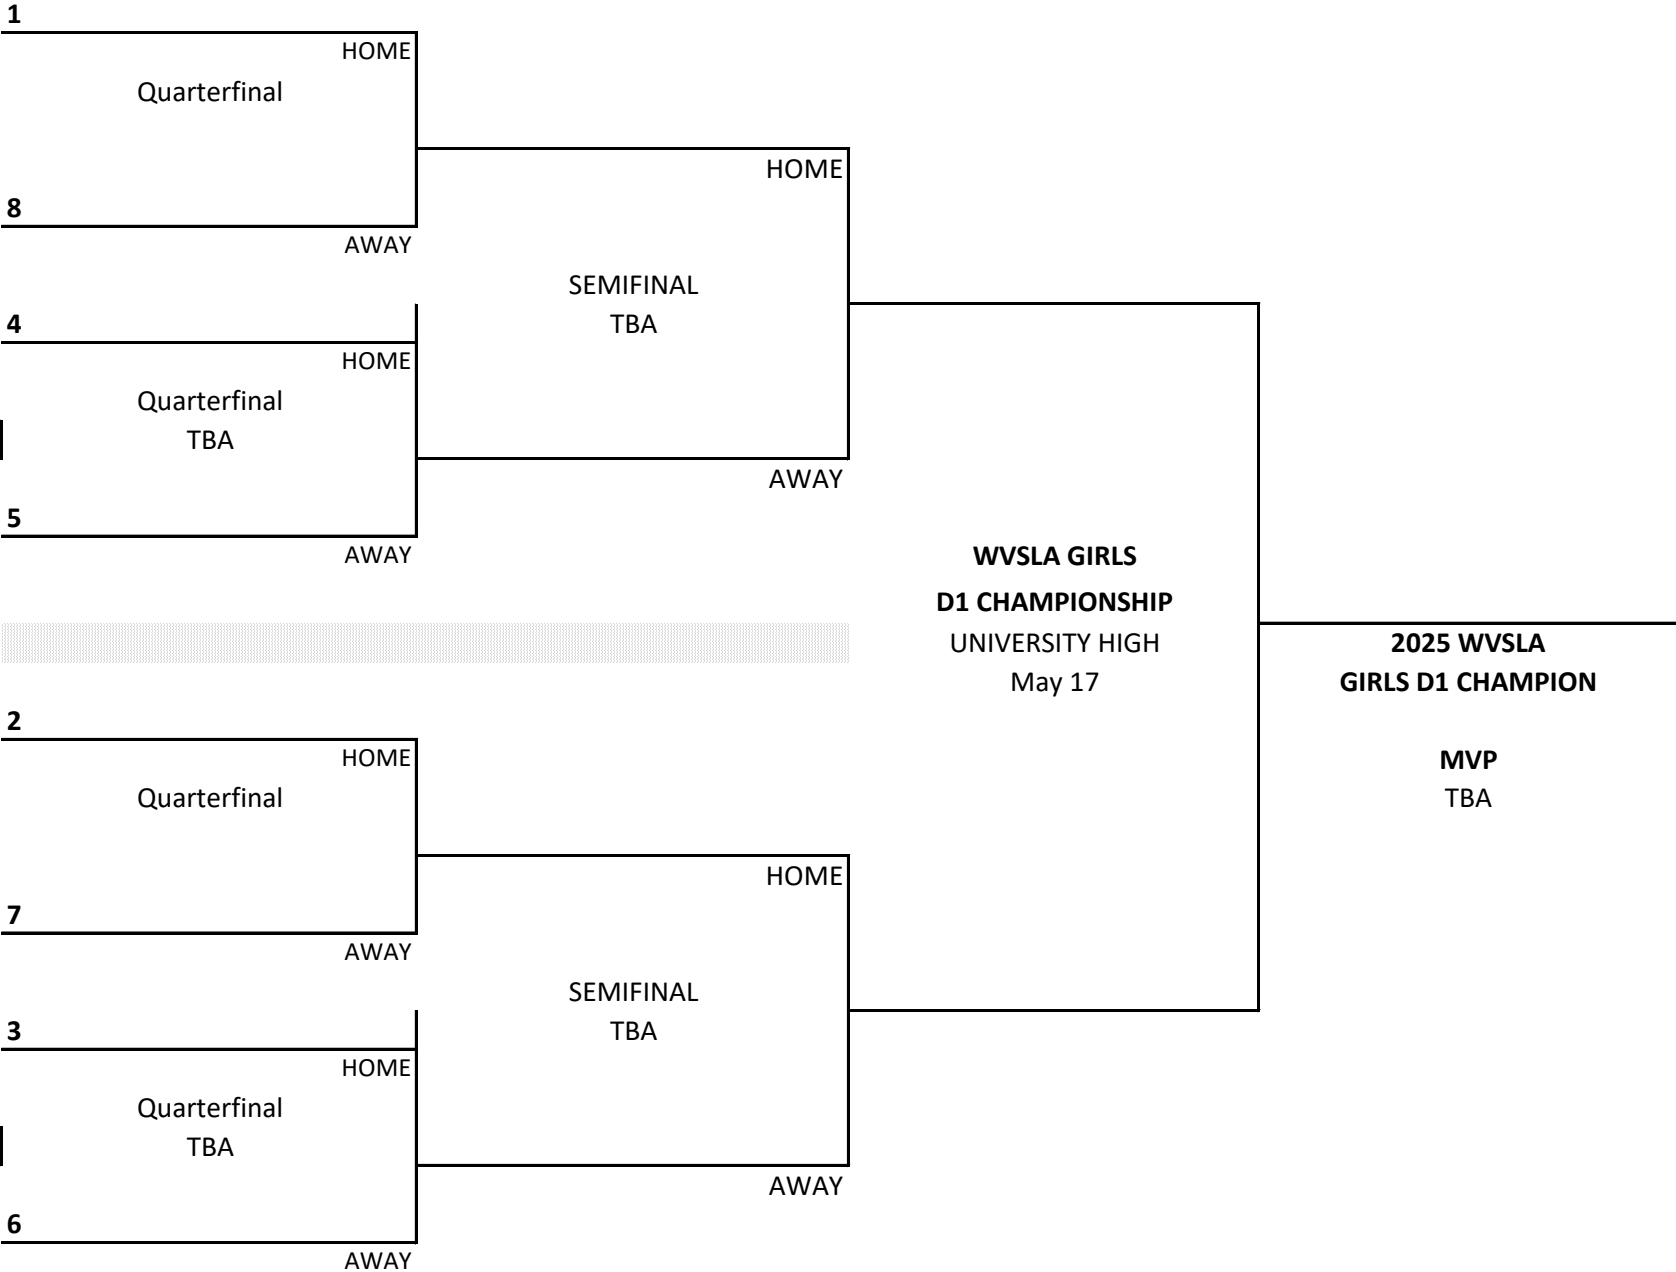 1
HOME
Quarterfinal
8
AWAY
4
HOME
Quarterfinal
TBA
5
AWAY
HOME
SEMIFINAL
TBA
AWAY
2
HOME
Quarterfinal
7
AWAY
3
HOME
Quarterfinal
TBA
6
AWAY
HOME
SEMIFINAL
TBA
AWAY
WVSLA GIRLS
D1 CHAMPIONSHIP
UNIVERSITY HIGH
May 17
2025 WVSLA
GIRLS D1 CHAMPION
MVP
TBA